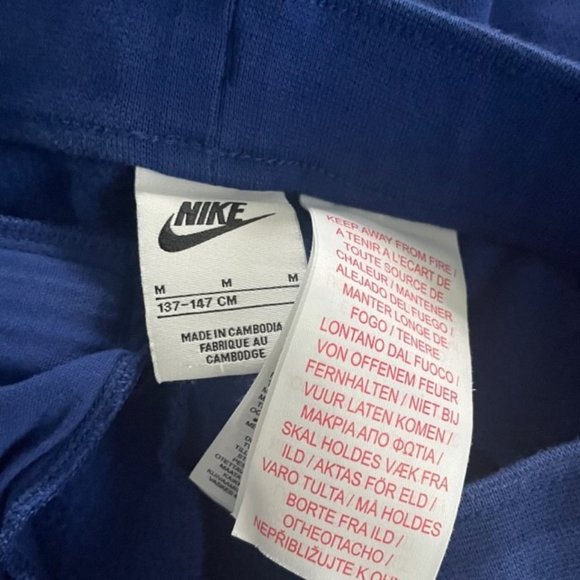 NIKE
M M M
137-147 CM
MADE IN CAMBODIA
FABRIQUE AU
CAMBODGE
KEEP AWAY FROM FIRE /
A TENIR A L'ECART DE
TOUTE SOURCE DE
CHALEUR / MANTENER
ALEJADO DEL FUEGO /
MANTER LONGE DE
FOGO / TENERE
LONTANO DAL FUOCO /
VON OFFENEM FEUER
FERNHALTEN / NIET BIJ
VUUR LATEN KOMEN /
ΜΑΚΡΙΑ ΑΠΟ ΦΩΤΙΑ /
SKAL HOLDES VÆK FRA
ILD / AKTAS FÖR ELD /
VARO TULTA / MÅ HOLDES
BORTE FRA ILD /
ОГНЕОПАСНО /
NEPŘIBLIŽUJTE K